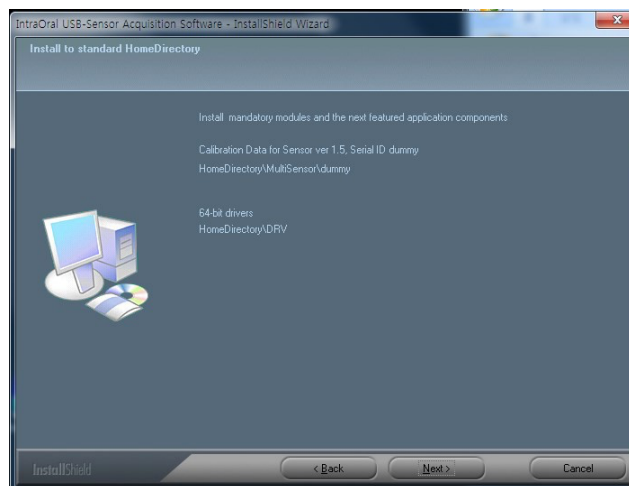 IntraOral USB-Sensor Acquisition Software - InstallShield Wizard
Install to standard HomeDirectory
Install mandatory modules and the next featured application components
Calibration Data for Sensor ver 1.5, Serial ID dummy
HomeDirectory\MultiSensor\dummy
64-bit drivers
HomeDirectory\DRV
InstallShield
< Back
Next >
Cancel